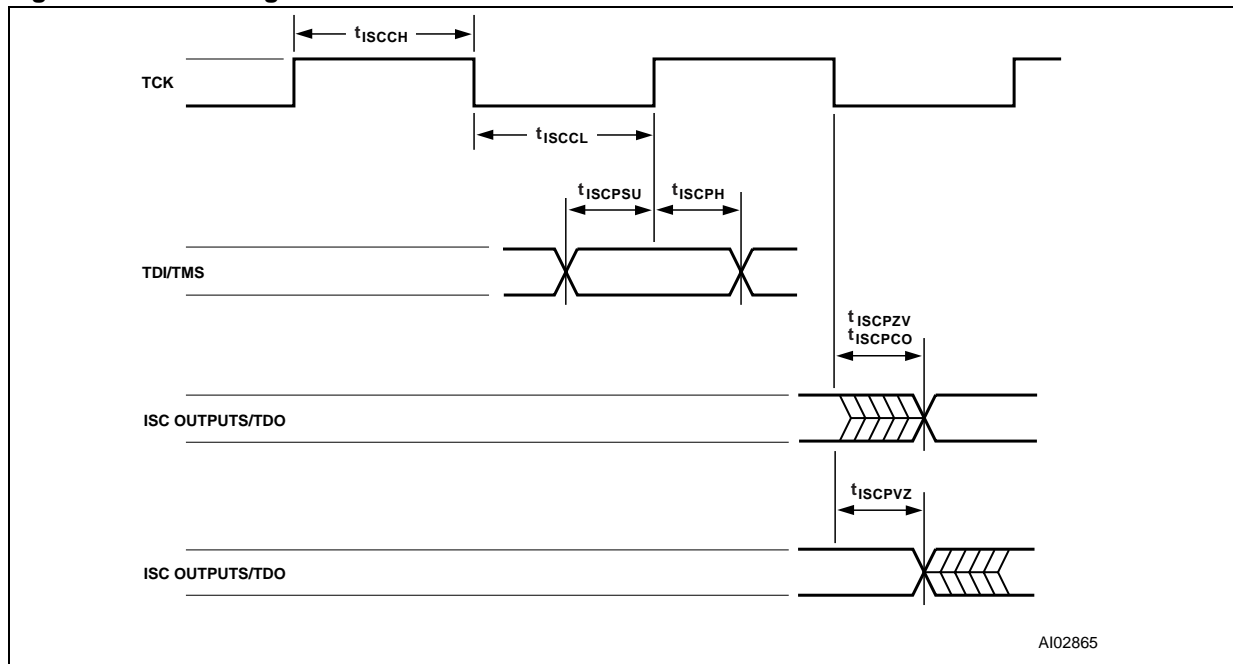 tISCCH
TCK
tISCCL
tISCPSU
tISCPH
TDI/TMS
tISCPZV
tISCPCO
ISC OUTPUTS/TDO
tISCPVZ
ISC OUTPUTS/TDO
AI02865